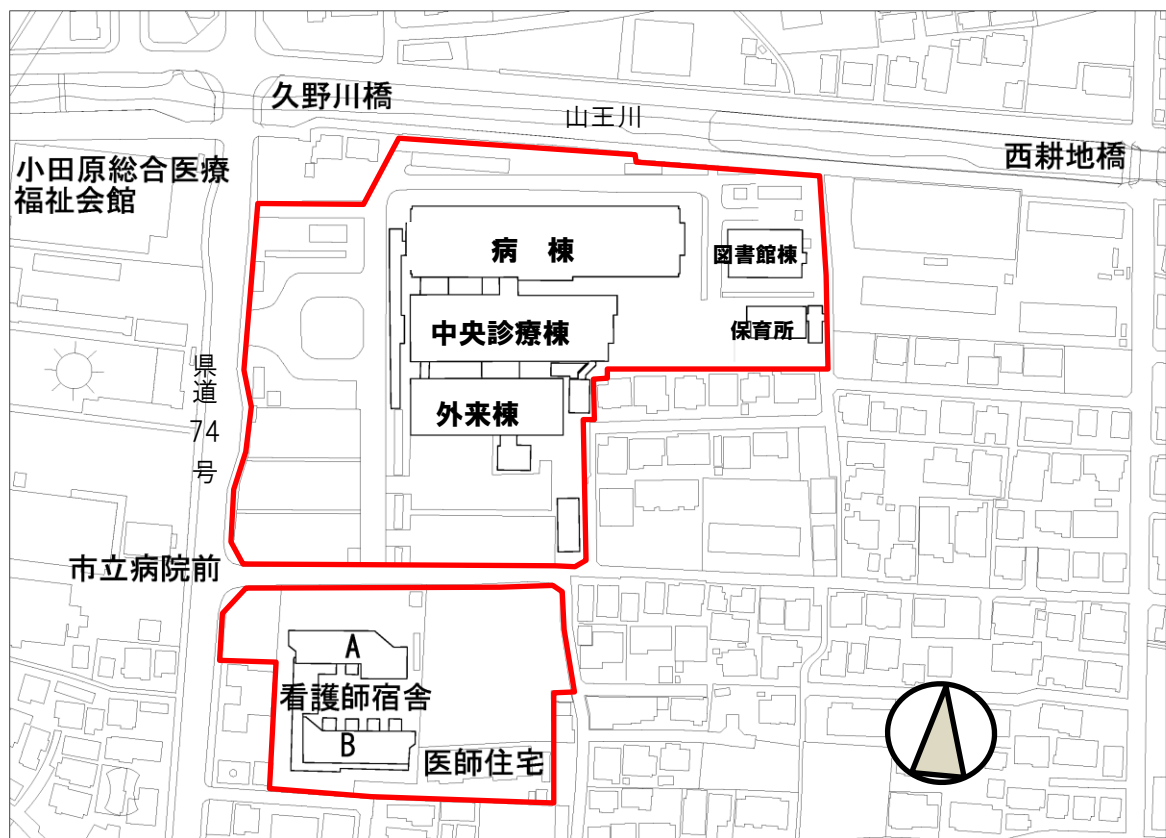 久野川橋
山王川
西耕地橋
小田原総合医療
福祉会館
病 棟
図書館棟
中央診療棟
保育所
県道74号
外来棟
市立病院前
A
看護師宿舎
B
医師住宅